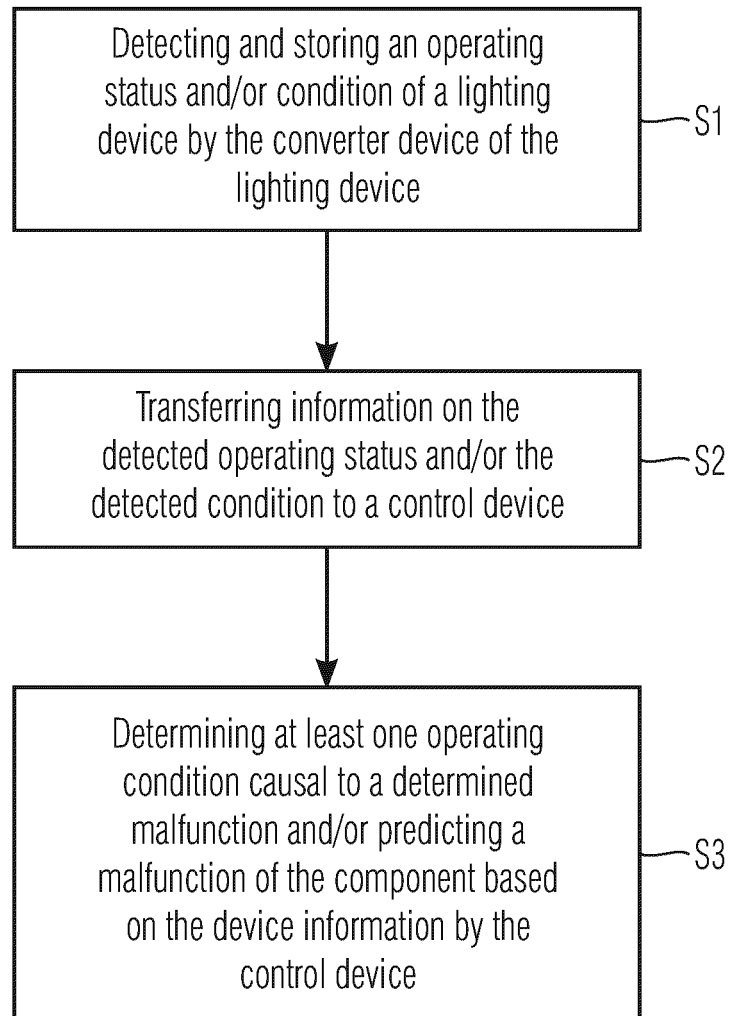 Detecting and storing an operating
status and/or condition of a lighting
device by the converter device of the
lighting device
S1
Transferring information on the
detected operating status and/or the
detected condition to a control device
S2
Determining at least one operating
condition causal to a determined
malfunction and/or predicting a
malfunction of the component based
on the device information by the
control device
S3